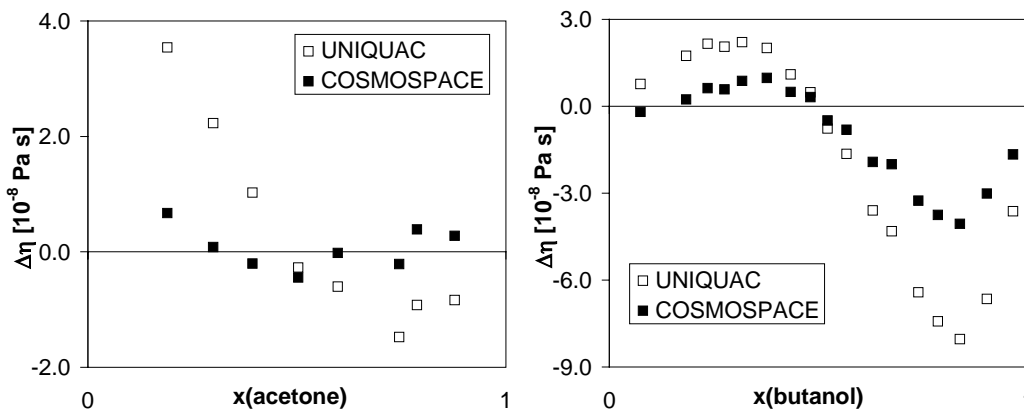 4.0
2.0
0.0
-2.0
Δη [10⁻⁸ Pa s]
UNIQUAC
COSMOSPACE
0
x(acetone)
1
3.0
0.0
-3.0
-6.0
-9.0
Δη [10⁻⁸ Pa s]
UNIQUAC
COSMOSPACE
0
x(butanol)